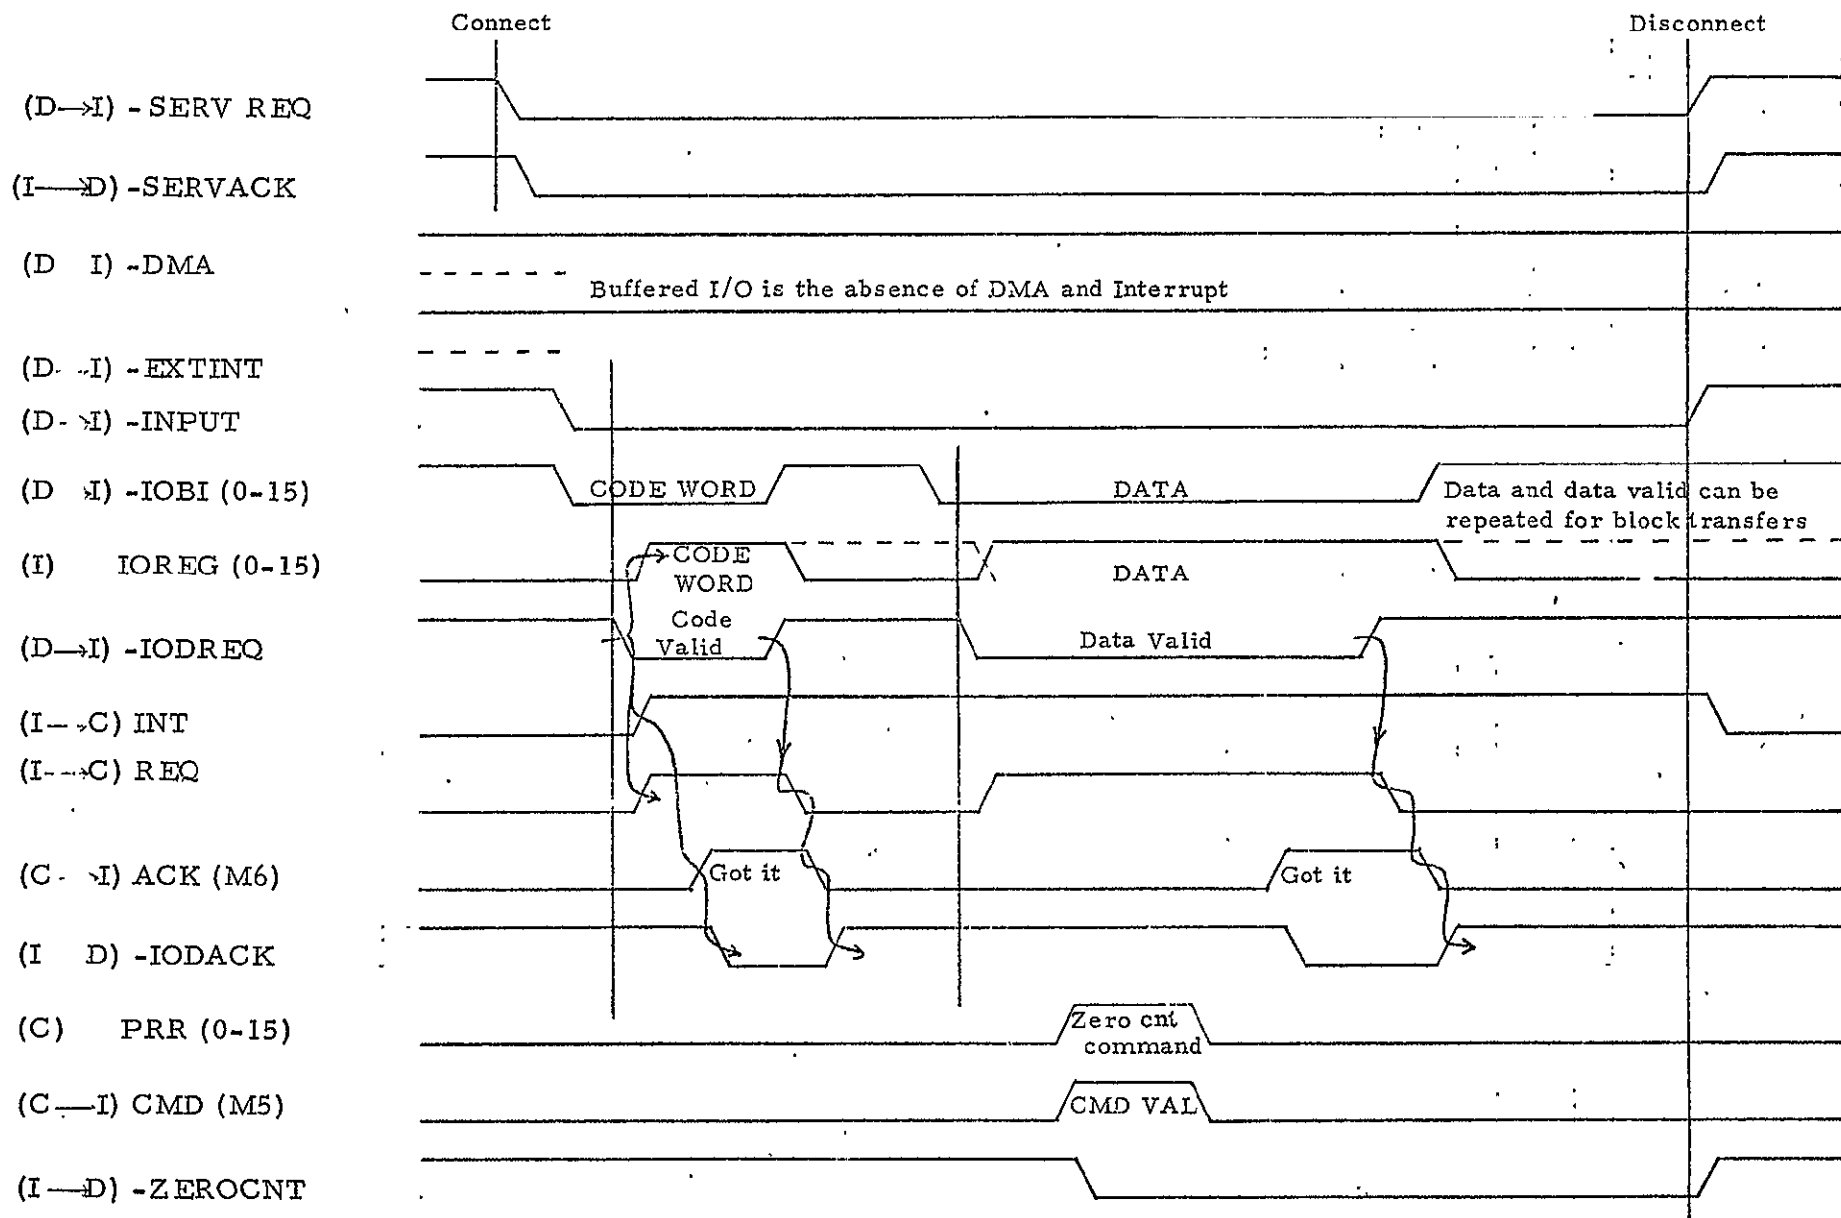 Connect
Disconnect
(D→I) -SERV REQ
(I→D) -SERVACK
(D I) -DMA
Buffered I/O is the absence of DMA and Interrupt
(D I) -EXTINT
(D→I) -INPUT
(D I) -IOBI (0-15)
CODE WORD
DATA
Data and data valid can be
repeated for block transfers
(I) IOREG (0-15)
CODE
WORD
DATA
(D→I) -IODREQ
Code
Valid
Data Valid
(I→C) INT
(I→C) REQ
(C→I) ACK (M6)
Got it
Got it
(I D) -IODACK
(C) PRR (0-15)
Zero cnt
command
(C—I) CMD (M5)
CMD VAL
(I—D) -ZEROCNT